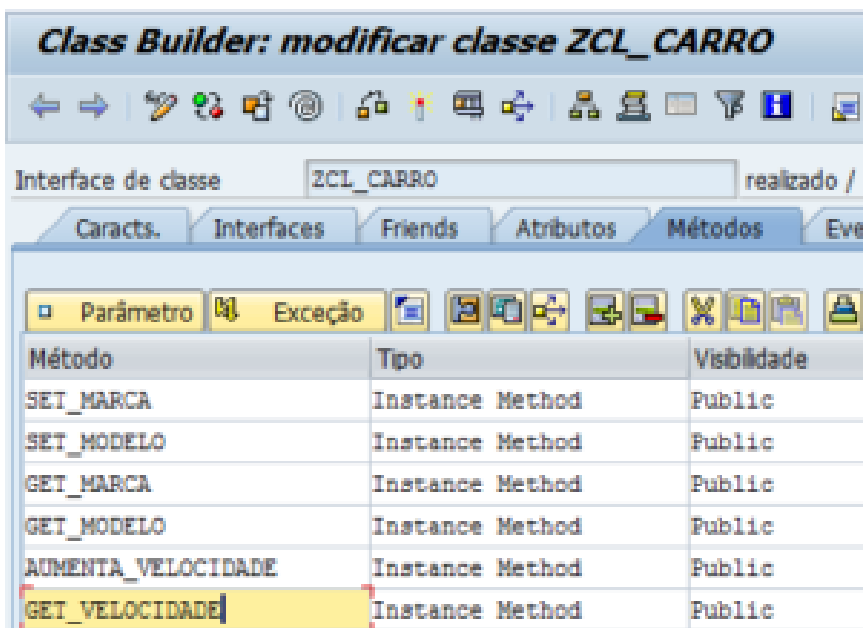 Class Builder: modificar classe ZCL_CARRO
Interface de classe ZCL_CARRO realizado /
Caracts. Interfaces Friends Atributos Métodos Eve
Parâmetro Exceção
Método Tipo Visibilidade
SET_MARCA Instance Method Public
SET_MODELO Instance Method Public
GET_MARCA Instance Method Public
GET_MODELO Instance Method Public
AUMENTA_VELOCIDADE Instance Method Public
GET_VELOCIDADE Instance Method Public